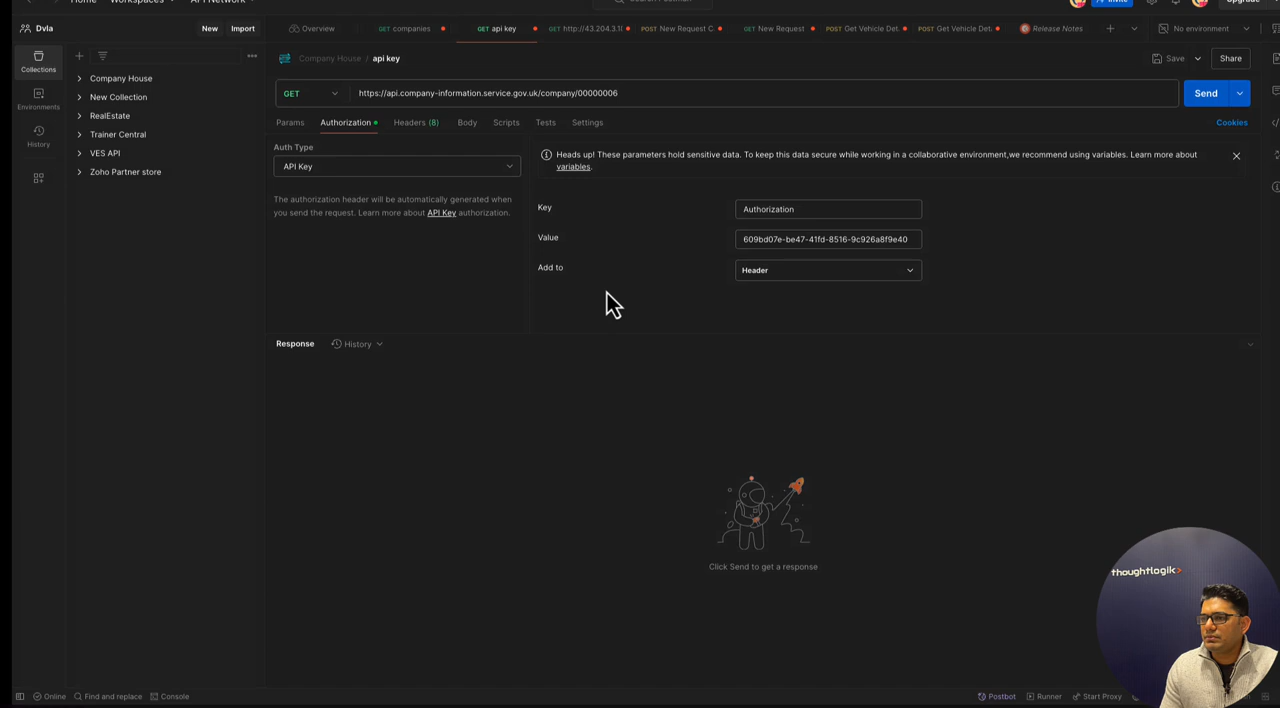 Home Workspaces API Network
Invite
Upgrade
Dvla New Import Overview GET companies GET api key GET http://43.204.3.1 POST New Request C GET New Request POST Get Vehicle Det POST Get Vehicle Det Release Notes No environment
Collections
Environments
History
Company House
New Collection
RealEstate
Trainer Central
VES API
Zoho Partner store
Company House / api key Save Share
GET https://api.company-information.service.gov.uk/company/00000006 Send
Params Authorization Headers (8) Body Scripts Tests Settings Cookies
Auth Type
API Key
The authorization header will be automatically generated when
you send the request. Learn more about API Key authorization.
Heads up! These parameters hold sensitive data. To keep this data secure while working in a collaborative environment,we recommend using variables. Learn more about
variables.
Key Authorization
Value 609bd07e-be47-41fd-8516-9c926a8f9e40
Add to Header
Response History
Click Send to get a response
thoughtlogik>
Online Find and replace Console Postbot Runner Start Proxy